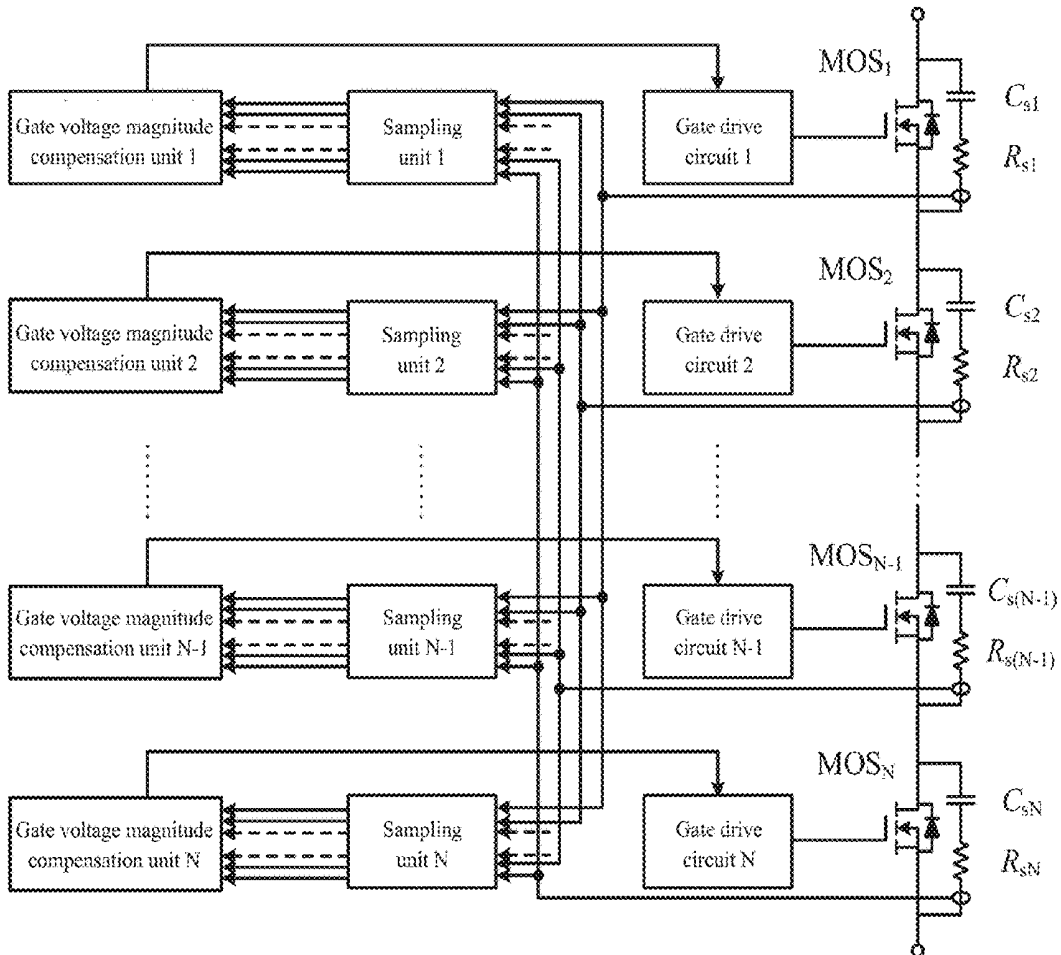 MOS₁
Gate voltage magnitude
compensation unit 1
Sampling
unit 1
Gate drive
circuit 1
Cs1
Rs1
MOS₂
Gate voltage magnitude
compensation unit 2
Sampling
unit 2
Gate drive
circuit 2
Cs2
Rs2
MOSN-1
Gate voltage magnitude
compensation unit N-1
Sampling
unit N-1
Gate drive
circuit N-1
Cs(N-1)
Rs(N-1)
MOSN
Gate voltage magnitude
compensation unit N
Sampling
unit N
Gate drive
circuit N
CsN
RsN